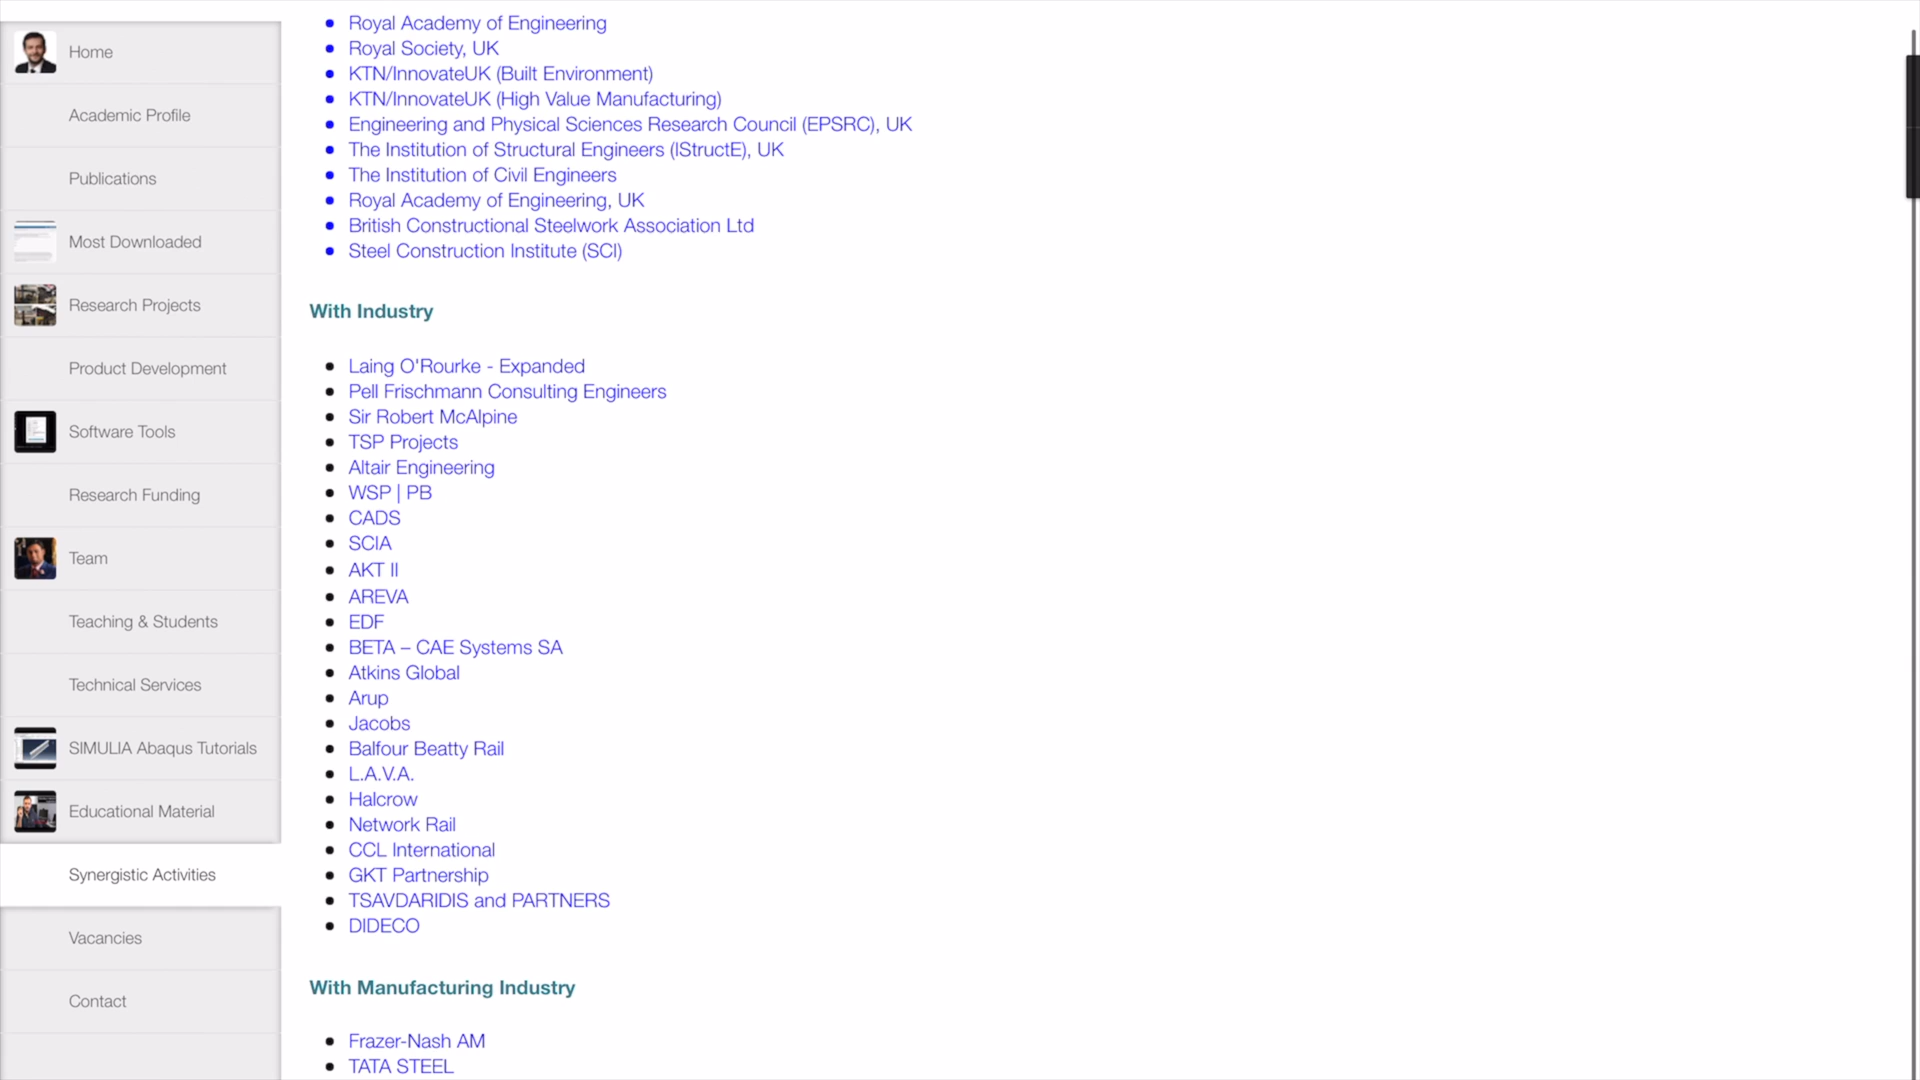 Home
Academic Profile
Publications
Most Downloaded
Research Projects
Product Development
Software Tools
Research Funding
Team
Teaching & Students
Technical Services
SIMULIA Abaqus Tutorials
Educational Material
Synergistic Activities
Vacancies
Contact
Royal Academy of Engineering
Royal Society, UK
KTN/InnovateUK (Built Environment)
KTN/InnovateUK (High Value Manufacturing)
Engineering and Physical Sciences Research Council (EPSRC), UK
The Institution of Structural Engineers (IStructE), UK
The Institution of Civil Engineers
Royal Academy of Engineering, UK
British Constructional Steelwork Association Ltd
Steel Construction Institute (SCI)
With Industry
Laing O'Rourke - Expanded
Pell Frischmann Consulting Engineers
Sir Robert McAlpine
TSP Projects
Altair Engineering
WSP | PB
CADS
SCIA
AKT II
AREVA
EDF
BETA – CAE Systems SA
Atkins Global
Arup
Jacobs
Balfour Beatty Rail
L.A.V.A.
Halcrow
Network Rail
CCL International
GKT Partnership
TSAVDARIDIS and PARTNERS
DIDECO
With Manufacturing Industry
Frazer-Nash AM
TATA STEEL